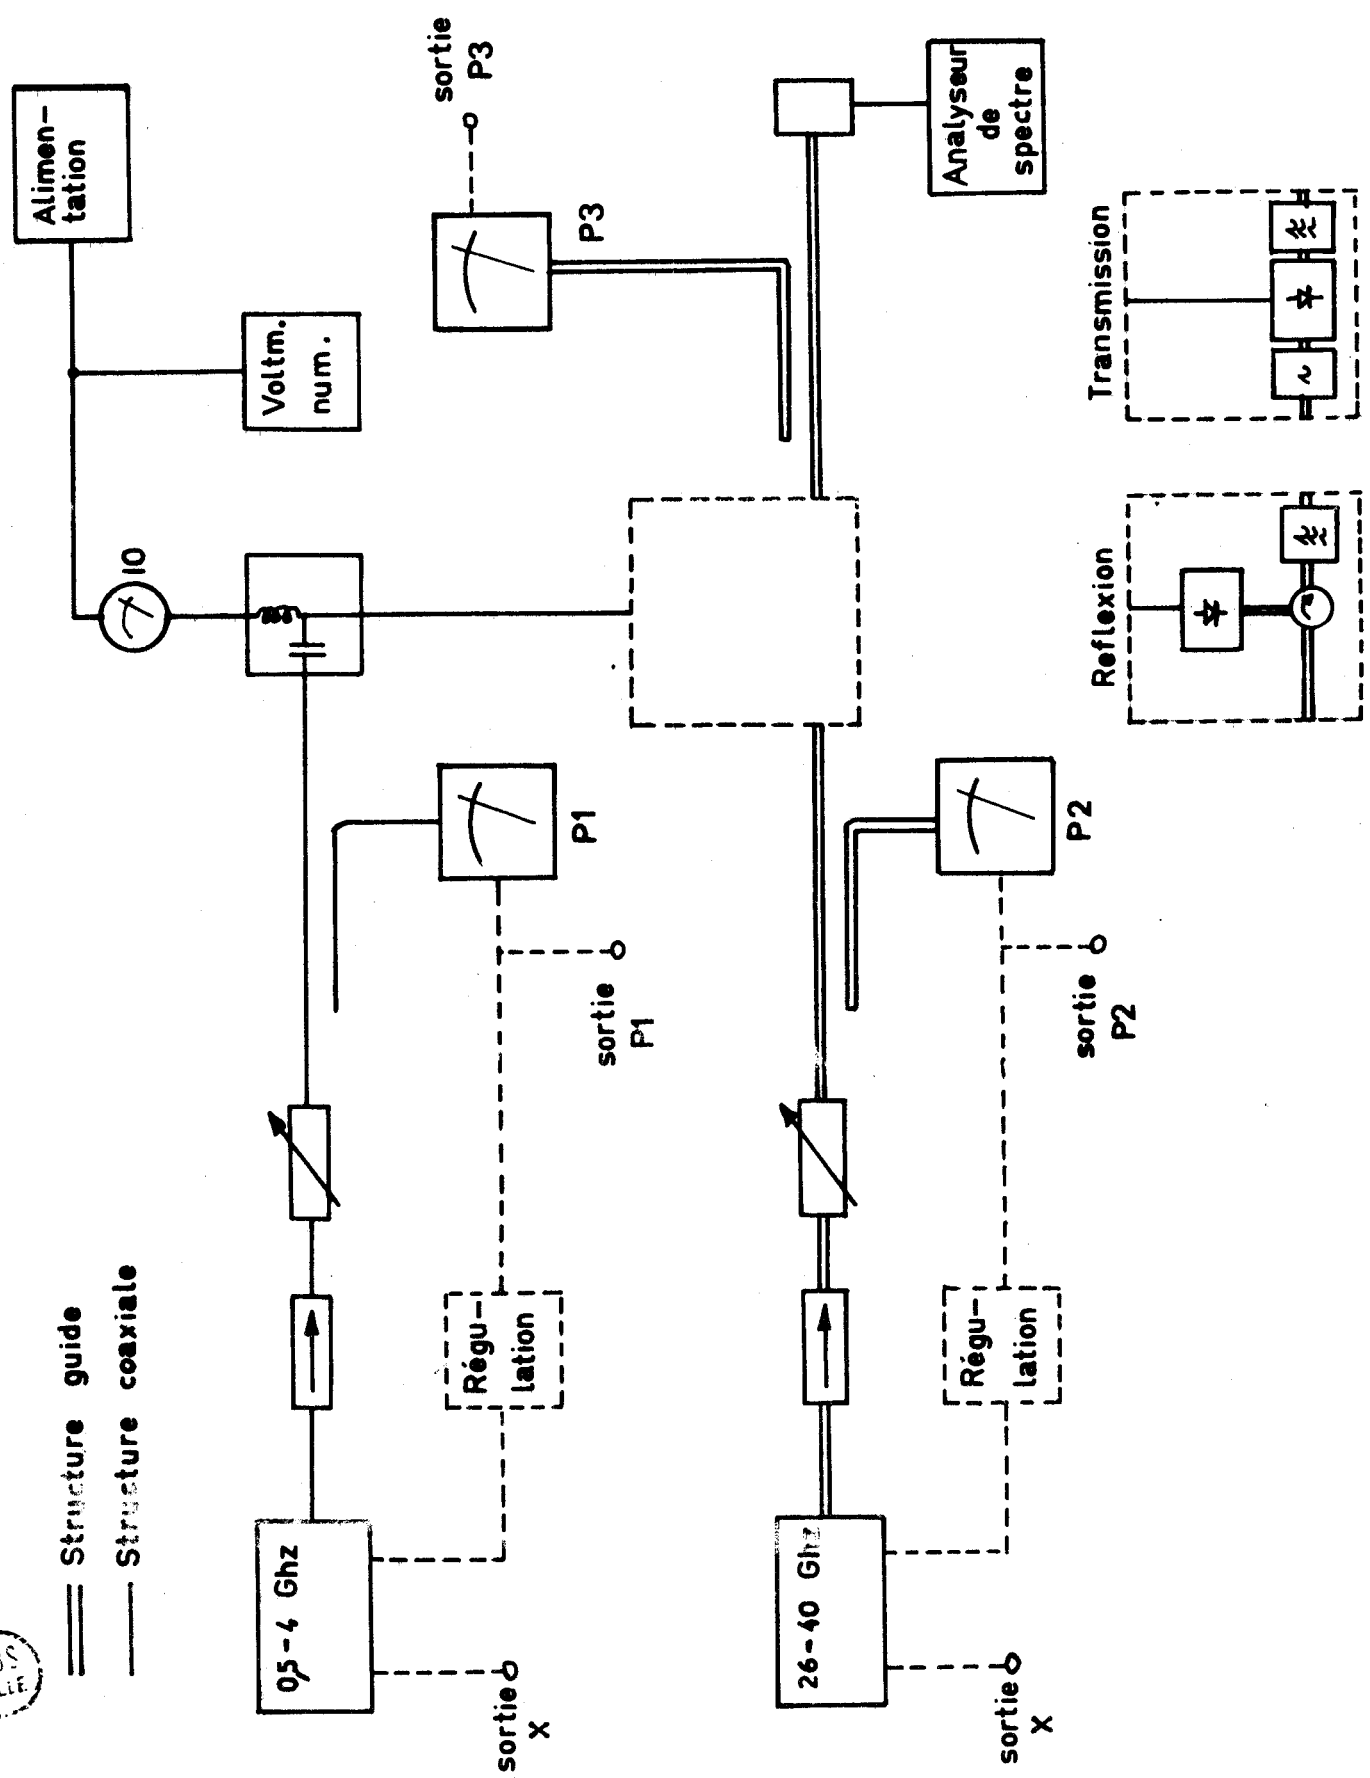 Structure guide
Structure coaxiale
0,5-4 Ghz
sortie
X
Régu-
lation
sortie
P1
P1
IO
Voltm.
num.
Alimen-
tation
sortie
P3
P3
26-40 Ghz
sortie
X
Régu-
lation
sortie
P2
P2
Analyseur
de
spectre
Reflexion
Transmission